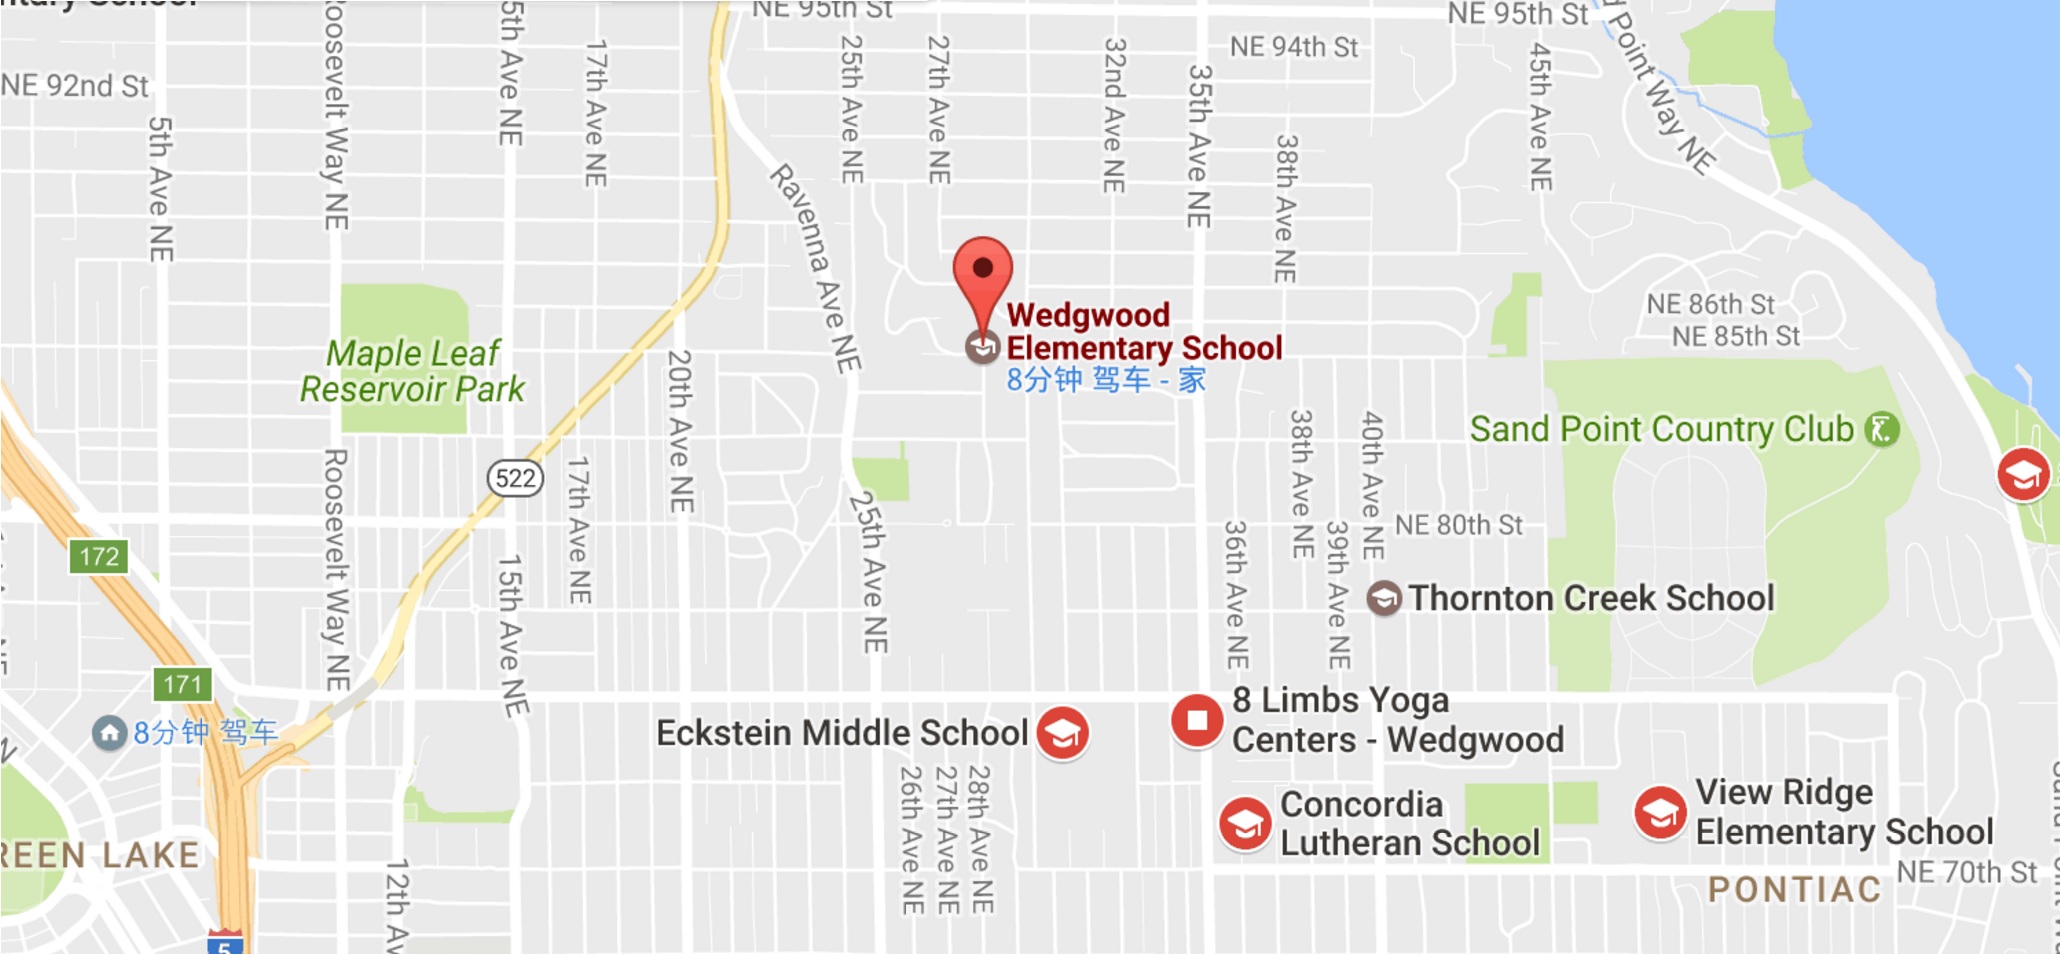 NE 95th St
NE 95th St
NE 94th St
NE 92nd St
5th Ave NE
Roosevelt Way NE
17th Ave NE
25th Ave NE
27th Ave NE
32nd Ave NE
35th Ave NE
38th Ave NE
45th Ave NE
Point Way NE
Ravenna Ave NE
Wedgwood
Elementary School
8分钟 驾车 - 家
NE 86th St
NE 85th St
Maple Leaf
Reservoir Park
20th Ave NE
Sand Point Country Club
522
Roosevelt Way NE
17th Ave NE
15th Ave NE
25th Ave NE
38th Ave NE
40th Ave NE
36th Ave NE
39th Ave NE
NE 80th St
172
Thornton Creek School
171
8分钟 驾车
Eckstein Middle School
8 Limbs Yoga
Centers - Wedgwood
26th Ave NE
27th Ave NE
28th Ave NE
Concordia
Lutheran School
View Ridge
Elementary School
REEN LAKE
12th Av
NE 70th St
PONTIAC
5